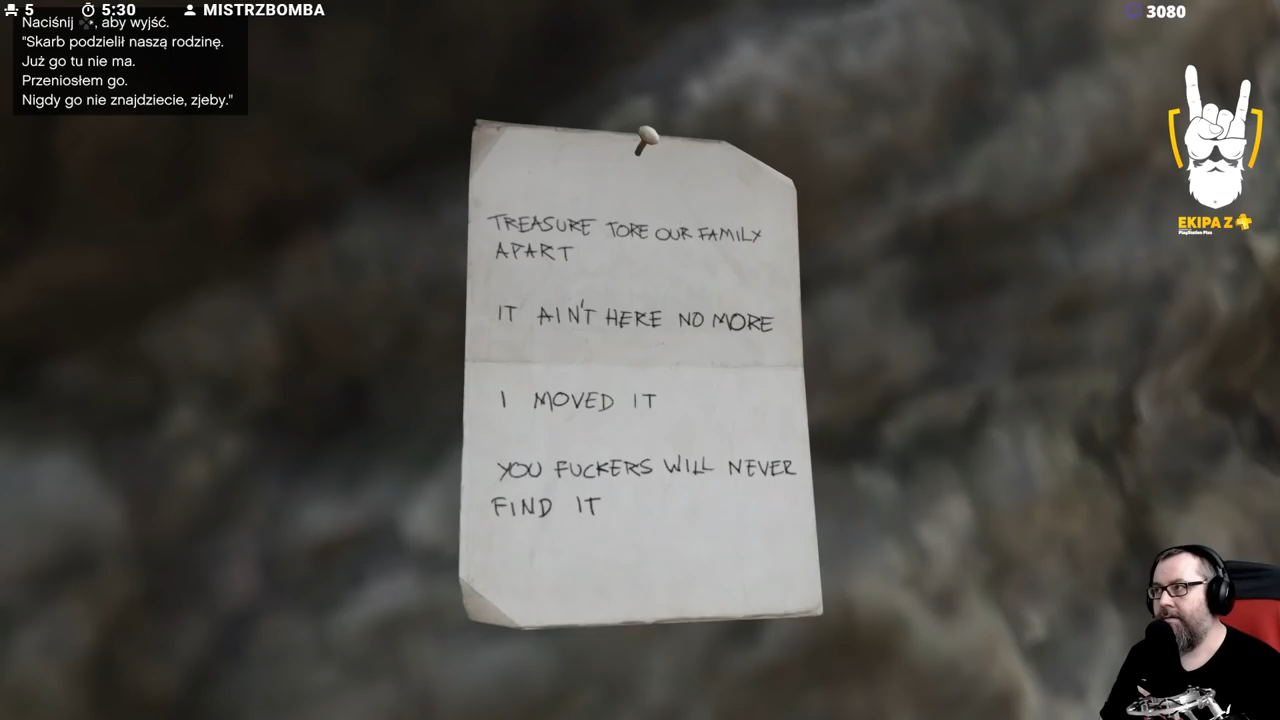 5 5:30 MISTRZBOMBA 3080
Naciśnij , aby wyjść.
"Skarb podzielił naszą rodzinę.
Już go tu nie ma.
Przeniosłem go.
Nigdy go nie znajdziecie, zjeby."
TREASURE TORE OUR FAMILY
APART
IT AIN'T HERE NO MORE
I MOVED IT
YOU FUCKERS WILL NEVER
FIND IT
EKIPA Z
PlayStation Plus